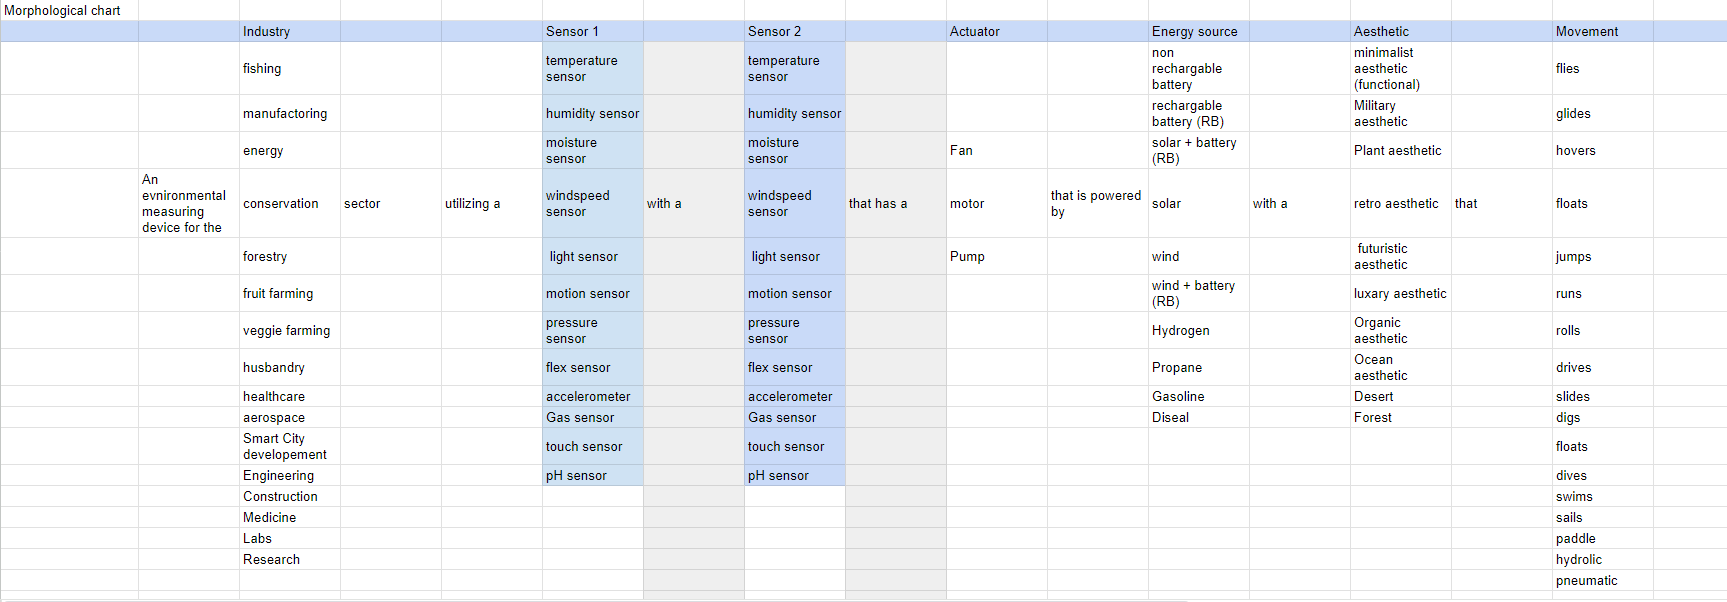 Morphological chart
Industry Sensor 1 Sensor 2 Actuator Energy source Aesthetic Movement
fishing temperature sensor temperature sensor non rechargable battery minimalist aesthetic (functional) flies
manufactoring humidity sensor humidity sensor rechargable battery (RB) Military aesthetic glides
energy moisture sensor moisture sensor Fan solar + battery (RB) Plant aesthetic hovers
An evnironmental measuring device for the conservation sector utilizing a windspeed sensor with a windspeed sensor that has a motor that is powered by solar with a retro aesthetic that floats
forestry light sensor light sensor Pump wind futuristic aesthetic jumps
fruit farming motion sensor motion sensor wind + battery (RB) luxary aesthetic runs
veggie farming pressure sensor pressure sensor Hydrogen Organic aesthetic rolls
husbandry flex sensor flex sensor Propane Ocean aesthetic drives
healthcare accelerometer accelerometer Gasoline Desert slides
aerospace Gas sensor Gas sensor Diseal Forest digs
Smart City developement touch sensor touch sensor floats
Engineering pH sensor pH sensor dives
Construction swims
Medicine sails
Labs paddle
Research hydrolic
pneumatic